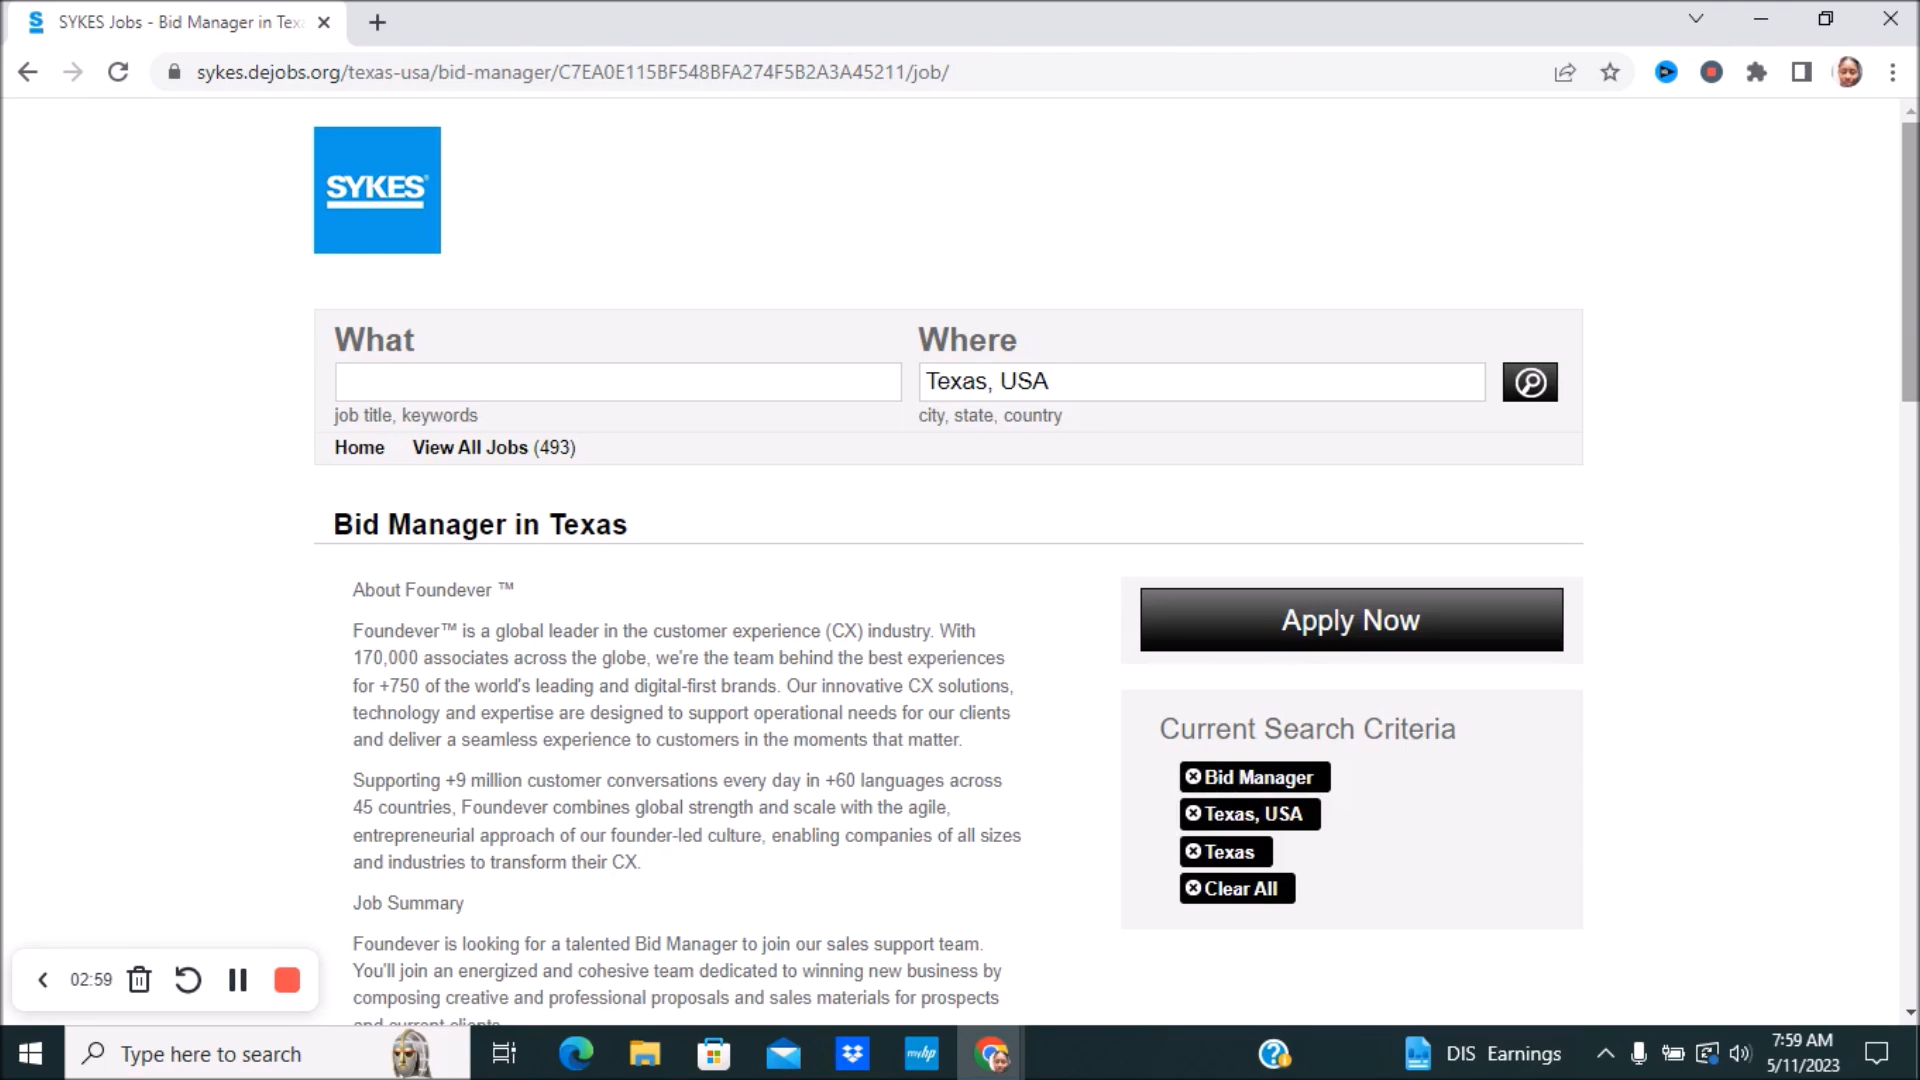 SYKES Jobs - Bid Manager in Tex
sykes.dejobs.org/texas-usa/bid-manager/C7EA0E115BF548BFA274F5B2A3A45211/job/
SYKES
What
Where
Texas, USA
job title, keywords
city, state, country
Home View All Jobs (493)
Bid Manager in Texas
About Foundever ™
Foundever™ is a global leader in the customer experience (CX) industry. With
170,000 associates across the globe, we're the team behind the best experiences
for +750 of the world's leading and digital-first brands. Our innovative CX solutions,
technology and expertise are designed to support operational needs for our clients
and deliver a seamless experience to customers in the moments that matter.
Supporting +9 million customer conversations every day in +60 languages across
45 countries, Foundever combines global strength and scale with the agile,
entrepreneurial approach of our founder-led culture, enabling companies of all sizes
and industries to transform their CX.
Job Summary
Foundever is looking for a talented Bid Manager to join our sales support team.
You'll join an energized and cohesive team dedicated to winning new business by
composing creative and professional proposals and sales materials for prospects
and current clients.
Apply Now
Current Search Criteria
Bid Manager
Texas, USA
Texas
Clear All
02:59
Type here to search
myhp
DIS Earnings
7:59 AM
5/11/2023